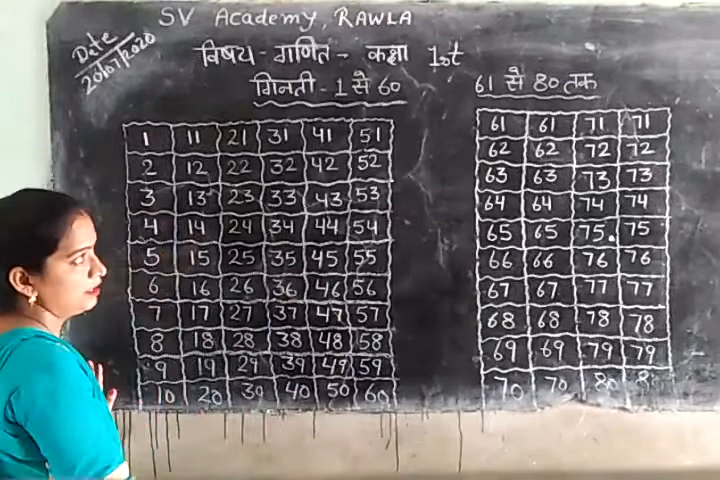 SV Academy, RAWLA
Date
20/07/2020
विषय - गणित - कक्षा 1st
गिनती - 1 से 60
61 से 80 तक
1 11 21 31 41 51
2 12 22 32 42 52
3 13 23 33 43 53
4 14 24 34 44 54
5 15 25 35 45 55
6 16 26 36 46 56
7 17 27 37 47 57
8 18 28 38 48 58
9 19 29 39 49 59
10 20 30 40 50 60
61 61 71 71
62 62 72 72
63 63 73 73
64 64 74 74
65 65 75 75
66 66 76 76
67 67 77 77
68 68 78 78
69 69 79 79
70 70 80